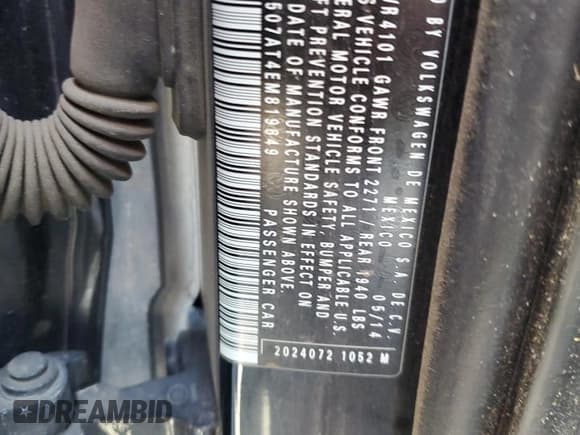 D BY VOLKSWAGEN DE MEXICO S.A. DE C.V.
MEXICO 05/14
R4101 GAWR FRONT 2271 / REAR 1940 LBS
S VEHICLE CONFORMS TO ALL APPLICABLE U.S.
ERAL MOTOR VEHICLE SAFETY, BUMPER AND
FT PREVENTION STANDARDS IN EFFECT ON
DATE OF MANUFACTURE SHOWN ABOVE.
507AT4EM819849 PASSENGER CAR
2024072 1052 M
DREAMBID